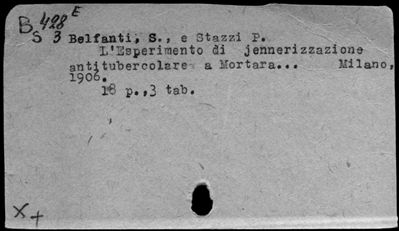 B 428 E
S 3 Belfanti, S., e Stazzi P.
L'Esperimento di jennerizzazione
antitubercolare a Mortara... Milano,
1906.
18 p.,3 tab.
X +